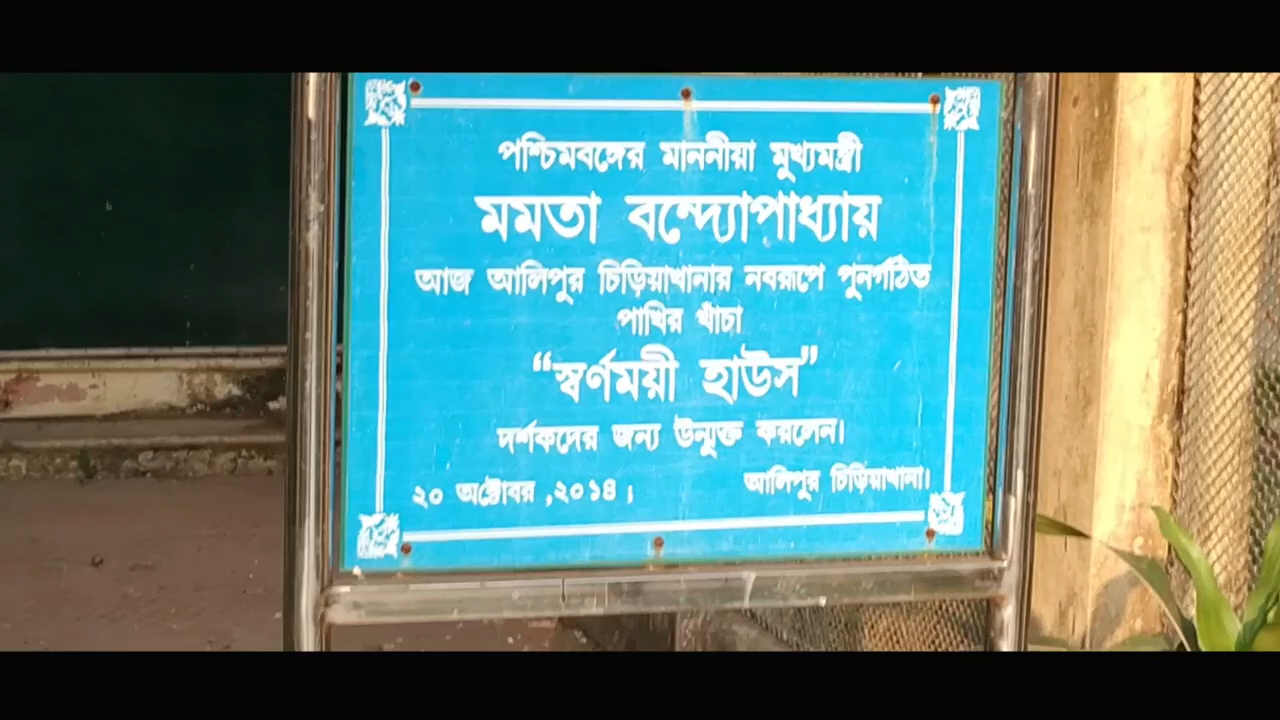 পশ্চিমবঙ্গের মাননীয়া মুখ্যমন্ত্রী
মমতা বন্দ্যোপাধ্যায়
আজ আলিপুর চিড়িয়াখানার নবরূপে পুনর্গঠিত
পাখির খাঁচা
“স্বর্ণময়ী হাউস”
দর্শকদের জন্য উন্মুক্ত করলেন।
২০ অক্টোবর ,২০১৪ ; আলিপুর চিড়িয়াখানা।